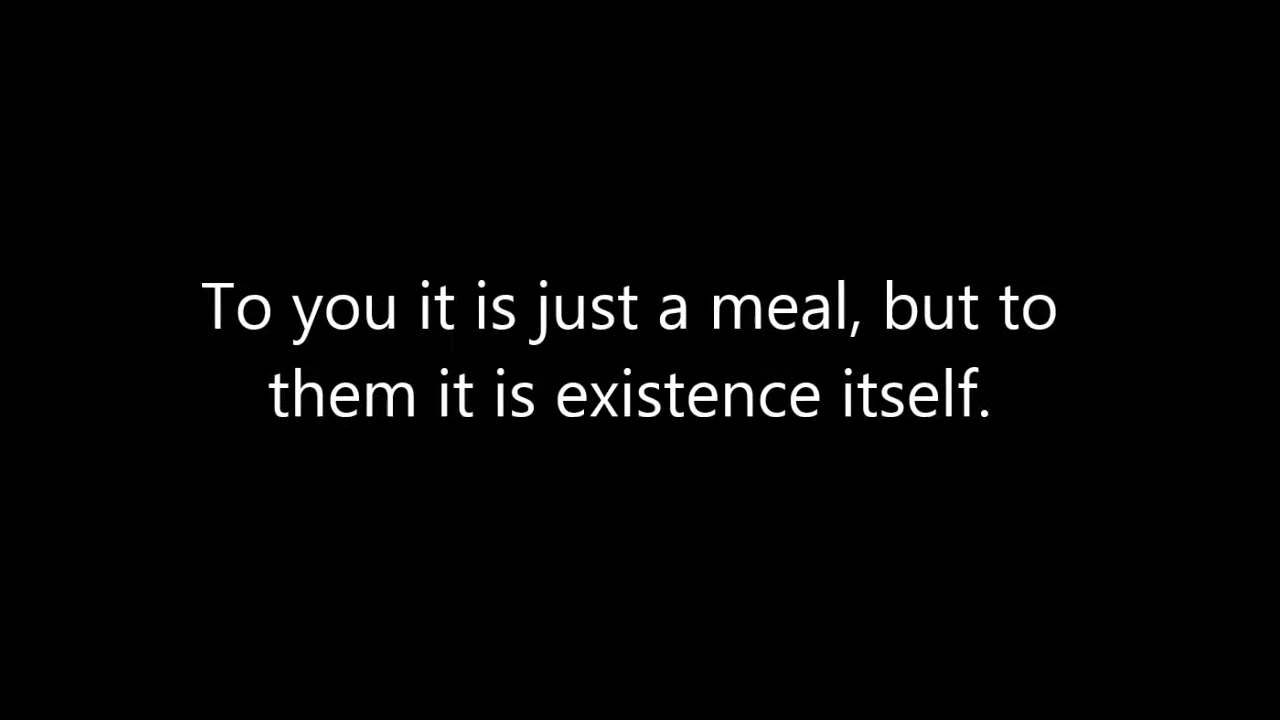 To you it is just a meal, but to
them it is existence itself.